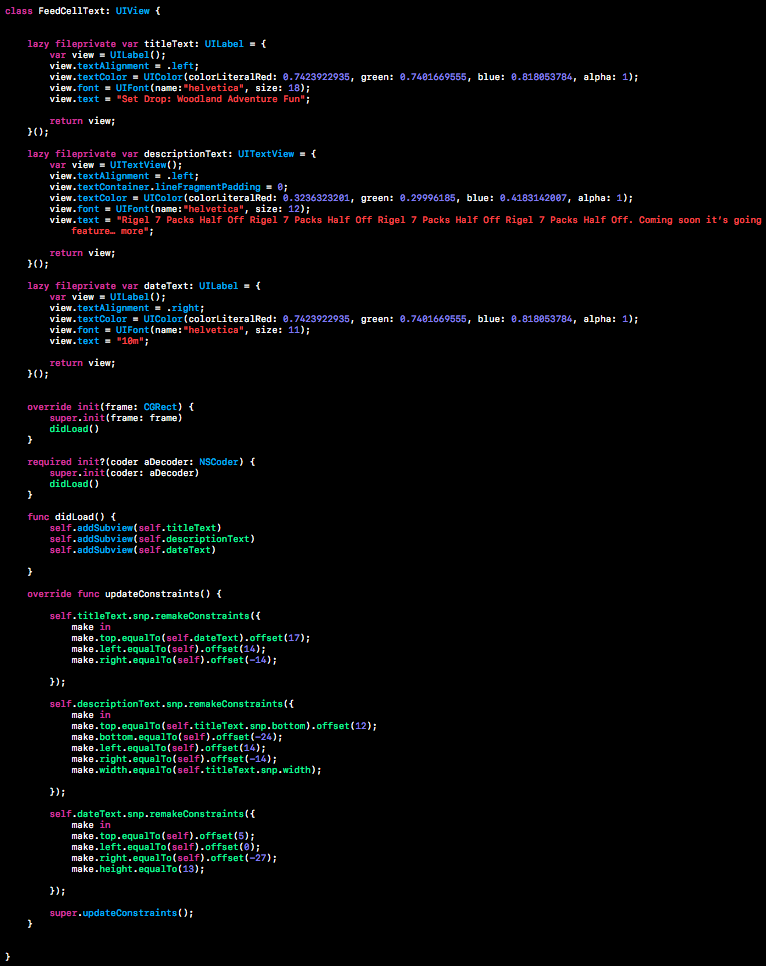 class FeedCellText: UIView {
lazy fileprivate var titleText: UILabel = {
var view = UILabel();
view.textAlignment = .left;
view.textColor = UIColor(colorLiteralRed: 0.7423922935, green: 0.7401669555, blue: 0.818053784, alpha: 1);
view.font = UIFont(name:"helvetica", size: 18);
view.text = "Set Drop: Woodland Adventure Fun";
return view;
}();
lazy fileprivate var descriptionText: UITextView = {
var view = UITextView();
view.textAlignment = .left;
view.textContainer.lineFragmentPadding = 0;
view.textColor = UIColor(colorLiteralRed: 0.3236323201, green: 0.29996185, blue: 0.4183142007, alpha: 1);
view.font = UIFont(name:"helvetica", size: 12);
view.text = "Rigel 7 Packs Half Off Rigel 7 Packs Half Off Rigel 7 Packs Half Off Rigel 7 Packs Half Off. Coming soon it's going
feature… more";
return view;
}();
lazy fileprivate var dateText: UILabel = {
var view = UILabel();
view.textAlignment = .right;
view.textColor = UIColor(colorLiteralRed: 0.7423922935, green: 0.7401669555, blue: 0.818053784, alpha: 1);
view.font = UIFont(name:"helvetica", size: 11);
view.text = "10m";
return view;
}();
override init(frame: CGRect) {
super.init(frame: frame)
didLoad()
}
required init?(coder aDecoder: NSCoder) {
super.init(coder: aDecoder)
didLoad()
}
func didLoad() {
self.addSubview(self.titleText)
self.addSubview(self.descriptionText)
self.addSubview(self.dateText)
}
override func updateConstraints() {
self.titleText.snp.remakeConstraints({
make in
make.top.equalTo(self.dateText).offset(17);
make.left.equalTo(self).offset(14);
make.right.equalTo(self).offset(-14);
});
self.descriptionText.snp.remakeConstraints({
make in
make.top.equalTo(self.titleText.snp.bottom).offset(12);
make.bottom.equalTo(self).offset(-24);
make.left.equalTo(self).offset(14);
make.right.equalTo(self).offset(-14);
make.width.equalTo(self.titleText.snp.width);
});
self.dateText.snp.remakeConstraints({
make in
make.top.equalTo(self).offset(5);
make.left.equalTo(self).offset(0);
make.right.equalTo(self).offset(-27);
make.height.equalTo(13);
});
super.updateConstraints();
}
}